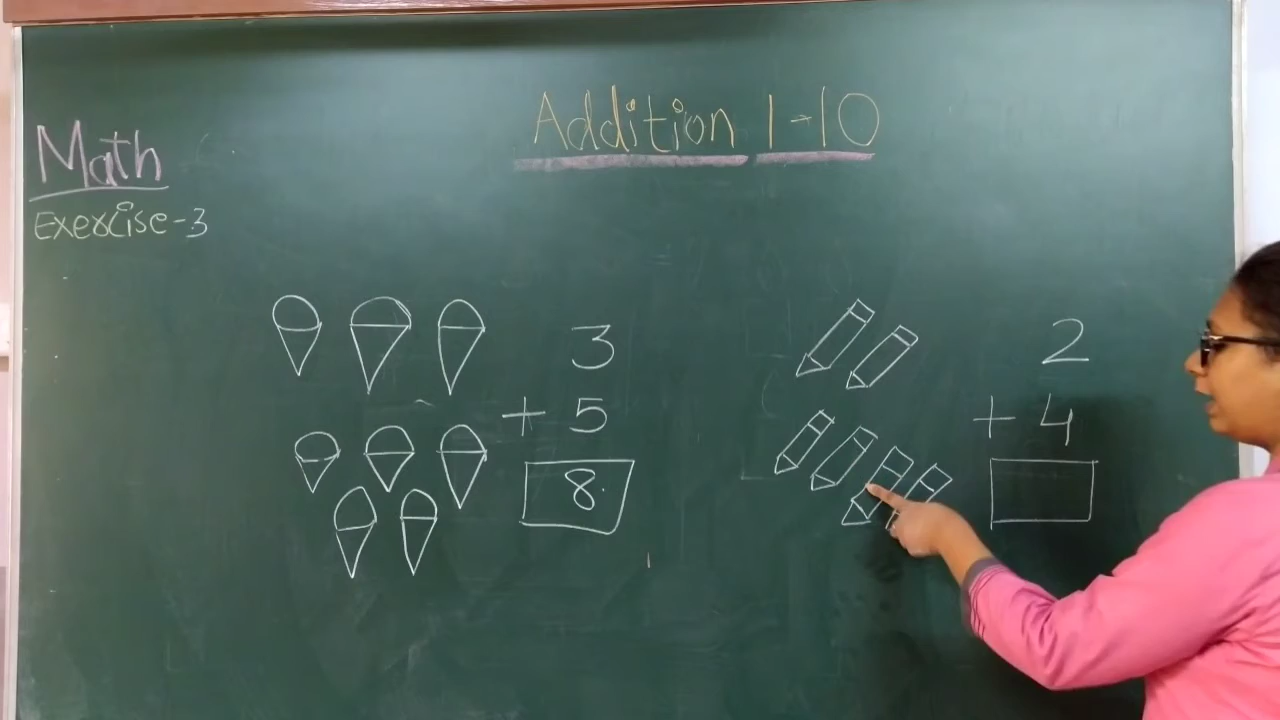 Addition 1-10
Math
Exercise-3
3
+ 5
8.
2
+ 4